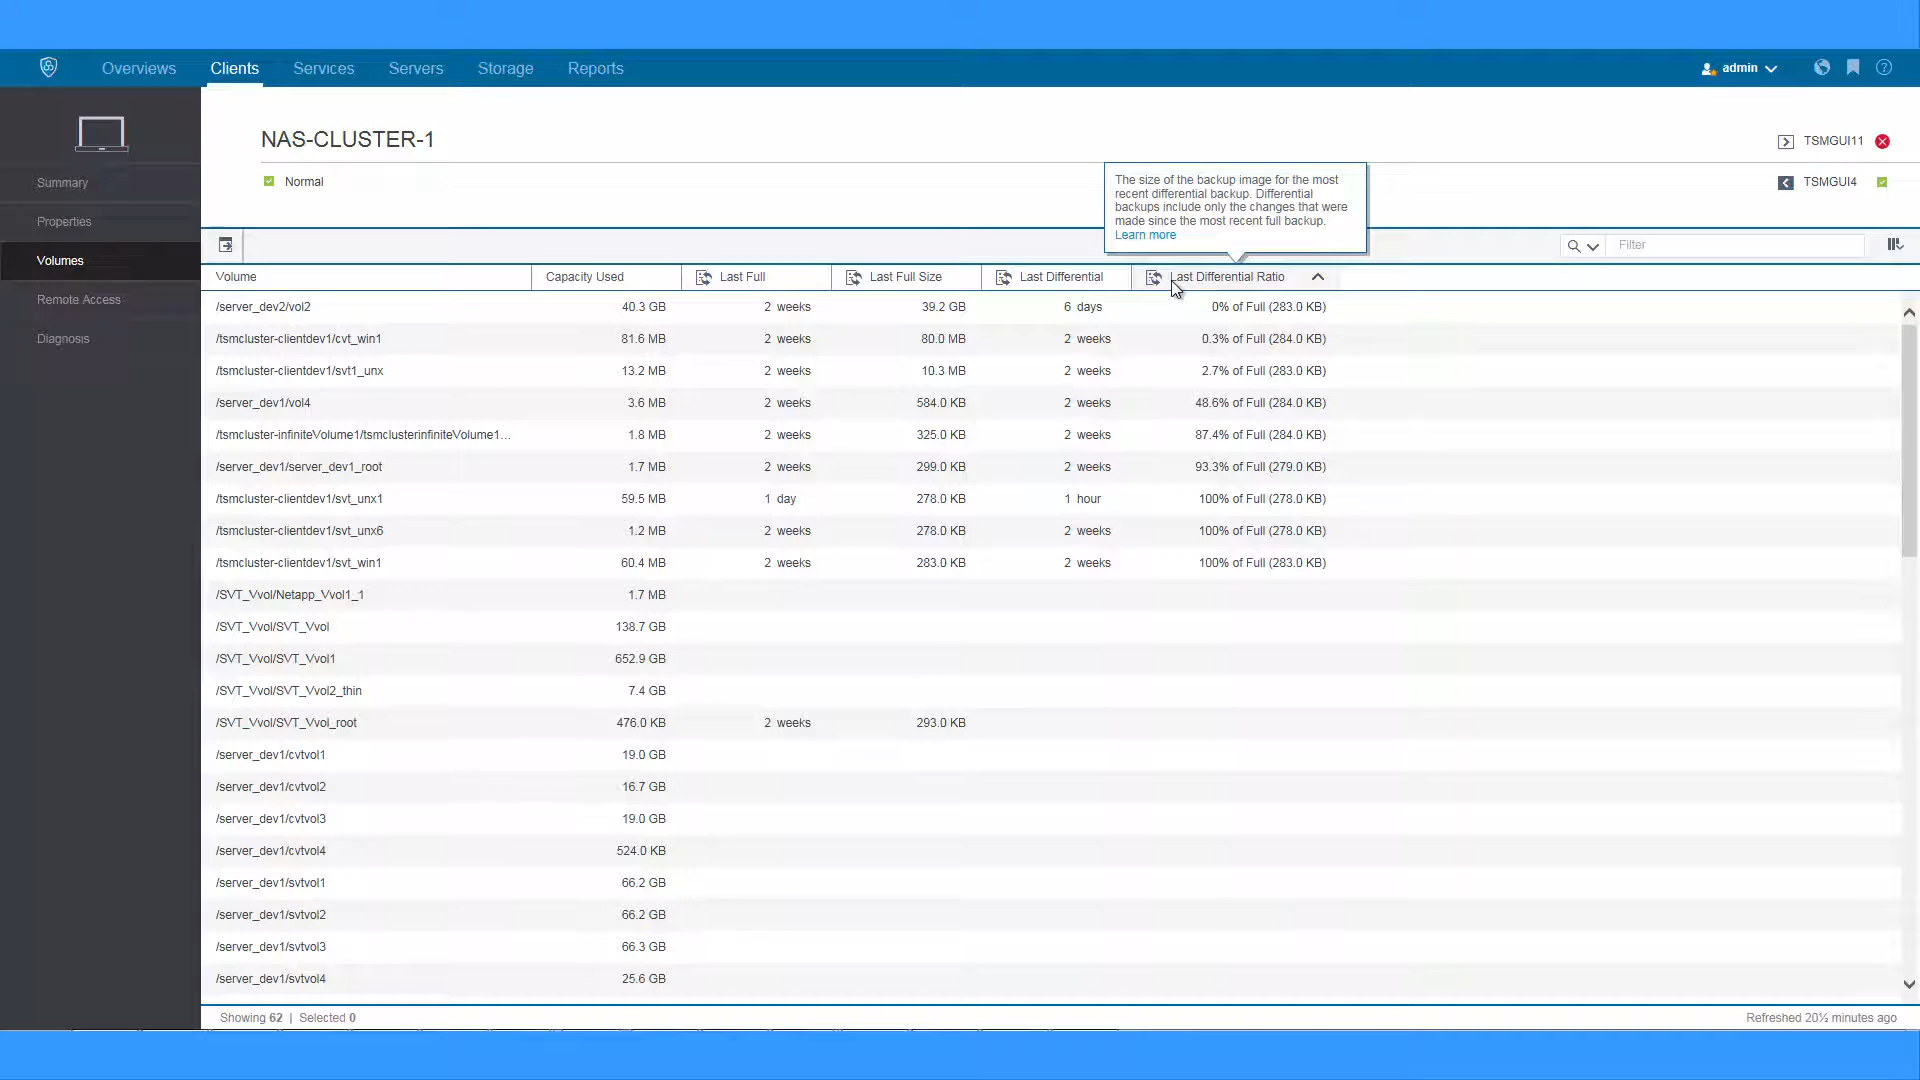 Overviews Clients Services Servers Storage Reports admin
NAS-CLUSTER-1
TSMGUI11
Normal
TSMGUI4
Summary
Properties
Volumes
Remote Access
Diagnosis
The size of the backup image for the most
recent differential backup. Differential
backups include only the changes that were
made since the most recent full backup.
Learn more
Filter
Volume Capacity Used Last Full Last Full Size Last Differential Last Differential Ratio
/server_dev2/vol2 40.3 GB 2 weeks 39.2 GB 6 days 0% of Full (283.0 KB)
/tsmcluster-clientdev1/cvt_win1 81.6 MB 2 weeks 80.0 MB 2 weeks 0.3% of Full (284.0 KB)
/tsmcluster-clientdev1/svt1_unx 13.2 MB 2 weeks 10.3 MB 2 weeks 2.7% of Full (283.0 KB)
/server_dev1/vol4 3.6 MB 2 weeks 584.0 KB 2 weeks 48.6% of Full (284.0 KB)
/tsmcluster-infiniteVolume1/tsmclusterinfiniteVolume1... 1.8 MB 2 weeks 325.0 KB 2 weeks 87.4% of Full (284.0 KB)
/server_dev1/server_dev1_root 1.7 MB 2 weeks 299.0 KB 2 weeks 93.3% of Full (279.0 KB)
/tsmcluster-clientdev1/svt_unx1 59.5 MB 1 day 278.0 KB 1 hour 100% of Full (278.0 KB)
/tsmcluster-clientdev1/svt_unx6 1.2 MB 2 weeks 278.0 KB 2 weeks 100% of Full (278.0 KB)
/tsmcluster-clientdev1/svt_win1 60.4 MB 2 weeks 283.0 KB 2 weeks 100% of Full (283.0 KB)
/SVT_Vvol/Netapp_Vvol1_1 1.7 MB
/SVT_Vvol/SVT_Vvol 138.7 GB
/SVT_Vvol/SVT_Vvol1 652.9 GB
/SVT_Vvol/SVT_Vvol2_thin 7.4 GB
/SVT_Vvol/SVT_Vvol_root 476.0 KB 2 weeks 293.0 KB
/server_dev1/cvtvol1 19.0 GB
/server_dev1/cvtvol2 16.7 GB
/server_dev1/cvtvol3 19.0 GB
/server_dev1/cvtvol4 524.0 KB
/server_dev1/svtvol1 66.2 GB
/server_dev1/svtvol2 66.2 GB
/server_dev1/svtvol3 66.3 GB
/server_dev1/svtvol4 25.6 GB
Showing 62 | Selected 0 Refreshed 20½ minutes ago